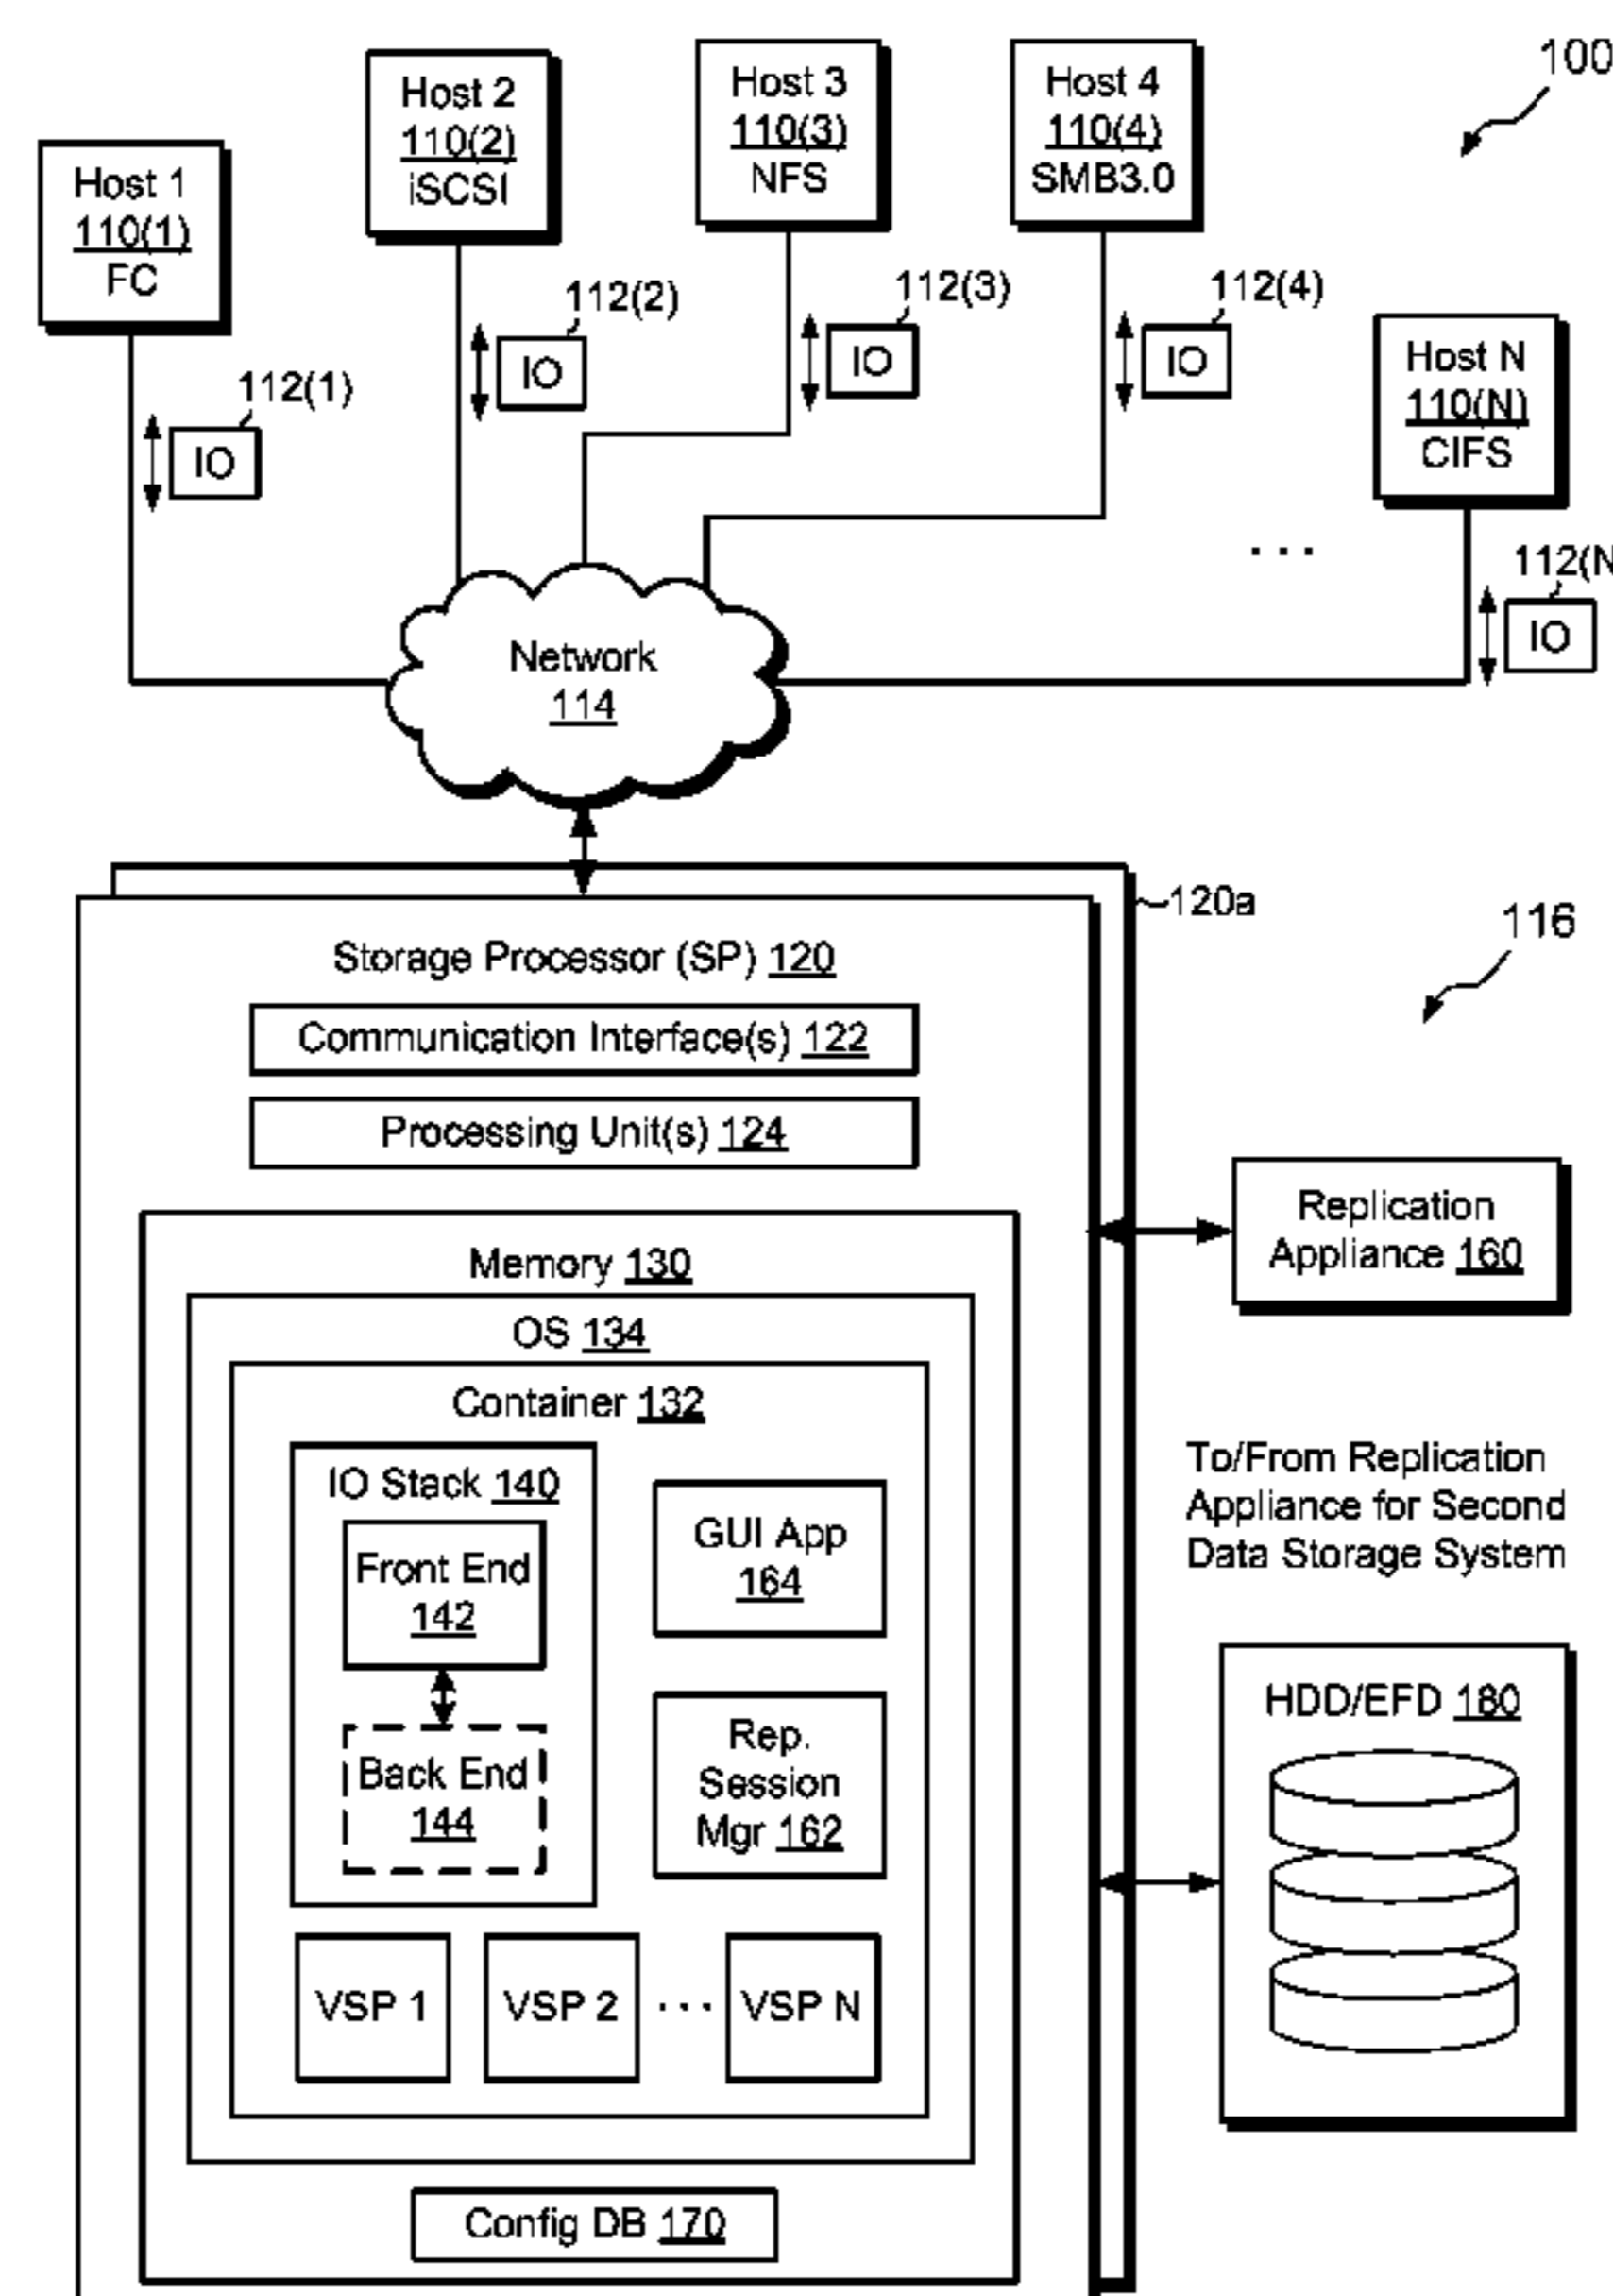 100
Host 1
110(1)
FC
Host 2
110(2)
iSCSI
Host 3
110(3)
NFS
Host 4
110(4)
SMB3.0
Host N
110(N)
CIFS
112(1)
IO
112(2)
IO
112(3)
IO
112(4)
IO
...
112(N
IO
Network
114
120a
116
Storage Processor (SP) 120
Communication Interface(s) 122
Processing Unit(s) 124
Memory 130
OS 134
Container 132
IO Stack 140
Front End
142
Back End
144
GUI App
164
Rep.
Session
Mgr 162
VSP 1
VSP 2
...
VSP N
Config DB 170
Replication
Appliance 160
To/From Replication
Appliance for Second
Data Storage System
HDD/EFD 180